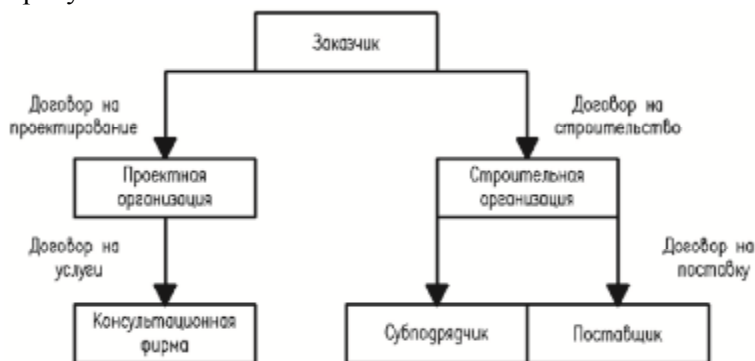 Заказчик
Договор на
проектирование
Договор на
строительство
Проектная
организация
Строительная
организация
Договор на
услуги
Договор на
поставку
Консультационная
фирма
Субподрядчик
Поставщик